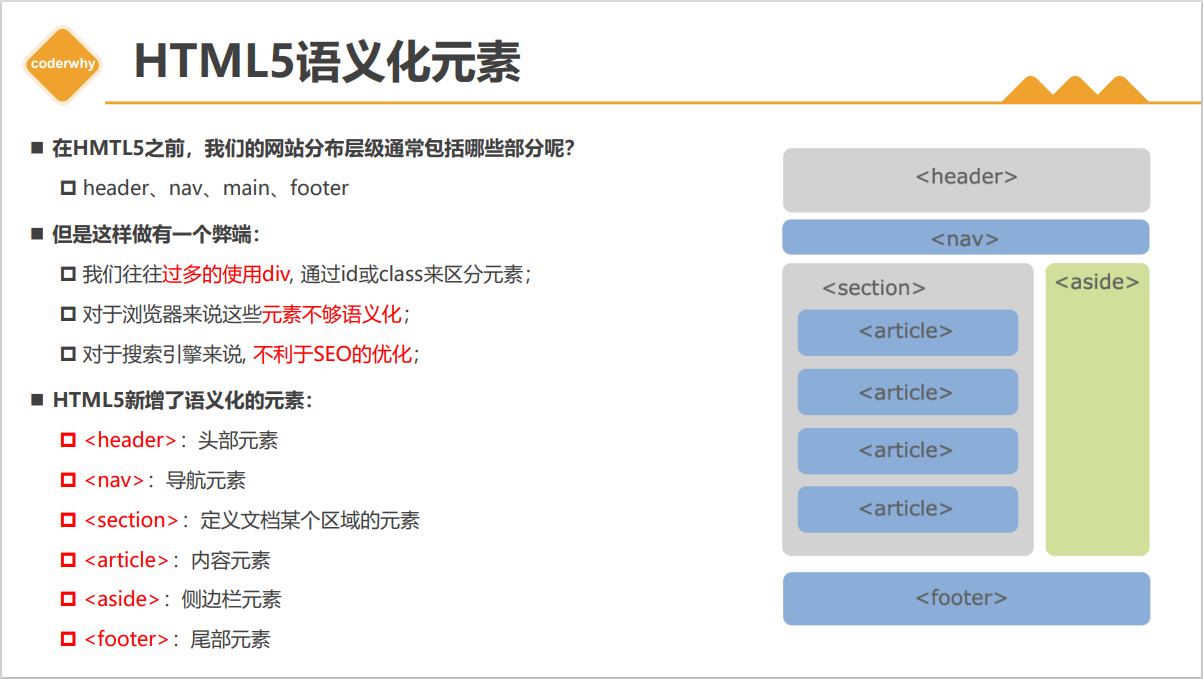 coderwhy
HTML5语义化元素
在HMTL5之前，我们的网站分布层级通常包括哪些部分呢？
header、nav、main、footer
但是这样做有一个弊端：
我们往往过多的使用div, 通过id或class来区分元素；
对于浏览器来说这些元素不够语义化；
对于搜索引擎来说, 不利于SEO的优化；
HTML5新增了语义化的元素：
<header>：头部元素
<nav>：导航元素
<section>：定义文档某个区域的元素
<article>：内容元素
<aside>：侧边栏元素
<footer>：尾部元素
<header>
<nav>
<section>
<article>
<article>
<article>
<article>
<aside>
<footer>